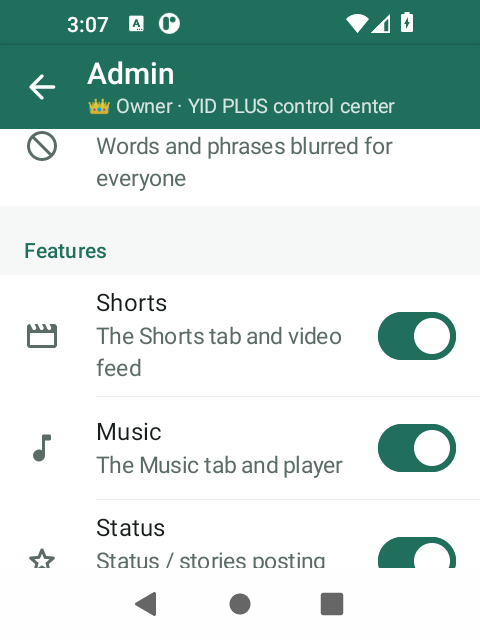 3:07
A
Admin
👑 Owner · YID PLUS control center
Words and phrases blurred for
everyone
Features
Shorts
The Shorts tab and video
feed
Music
The Music tab and player
Status
Status / stories posting